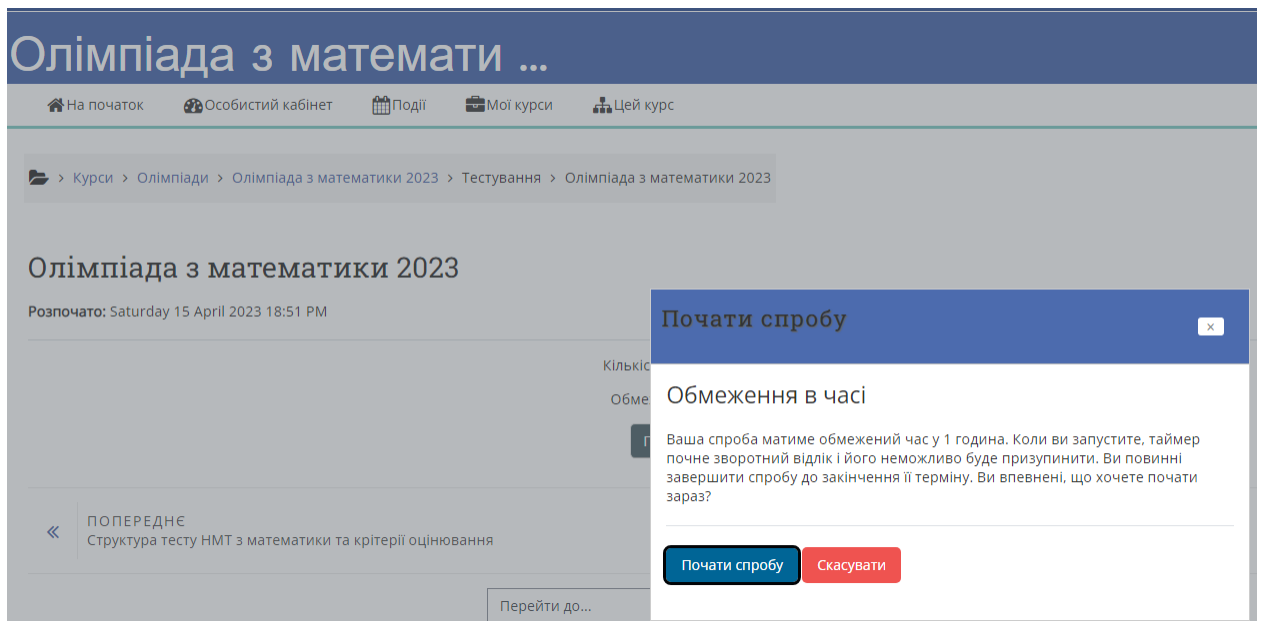 Олімпіада з математи ...
На початок Особистий кабінет Події Мої курси Цей курс
> Курси > Олімпіади > Олімпіада з математики 2023 > Тестування > Олімпіада з математики 2023
Олімпіада з математики 2023
Розпочато: Saturday 15 April 2023 18:51 PM
Почати спробу
×
Обмеження в часі
Ваша спроба матиме обмежений час у 1 година. Коли ви запустите, таймер
почне зворотний відлік і його неможливо буде призупинити. Ви повинні
завершити спробу до закінчення її терміну. Ви впевнені, що хочете почати
зараз?
Почати спробу Скасувати
ПОПЕРЕДНЄ
Структура тесту НМТ з математики та крітерії оцінювання
Перейти до...